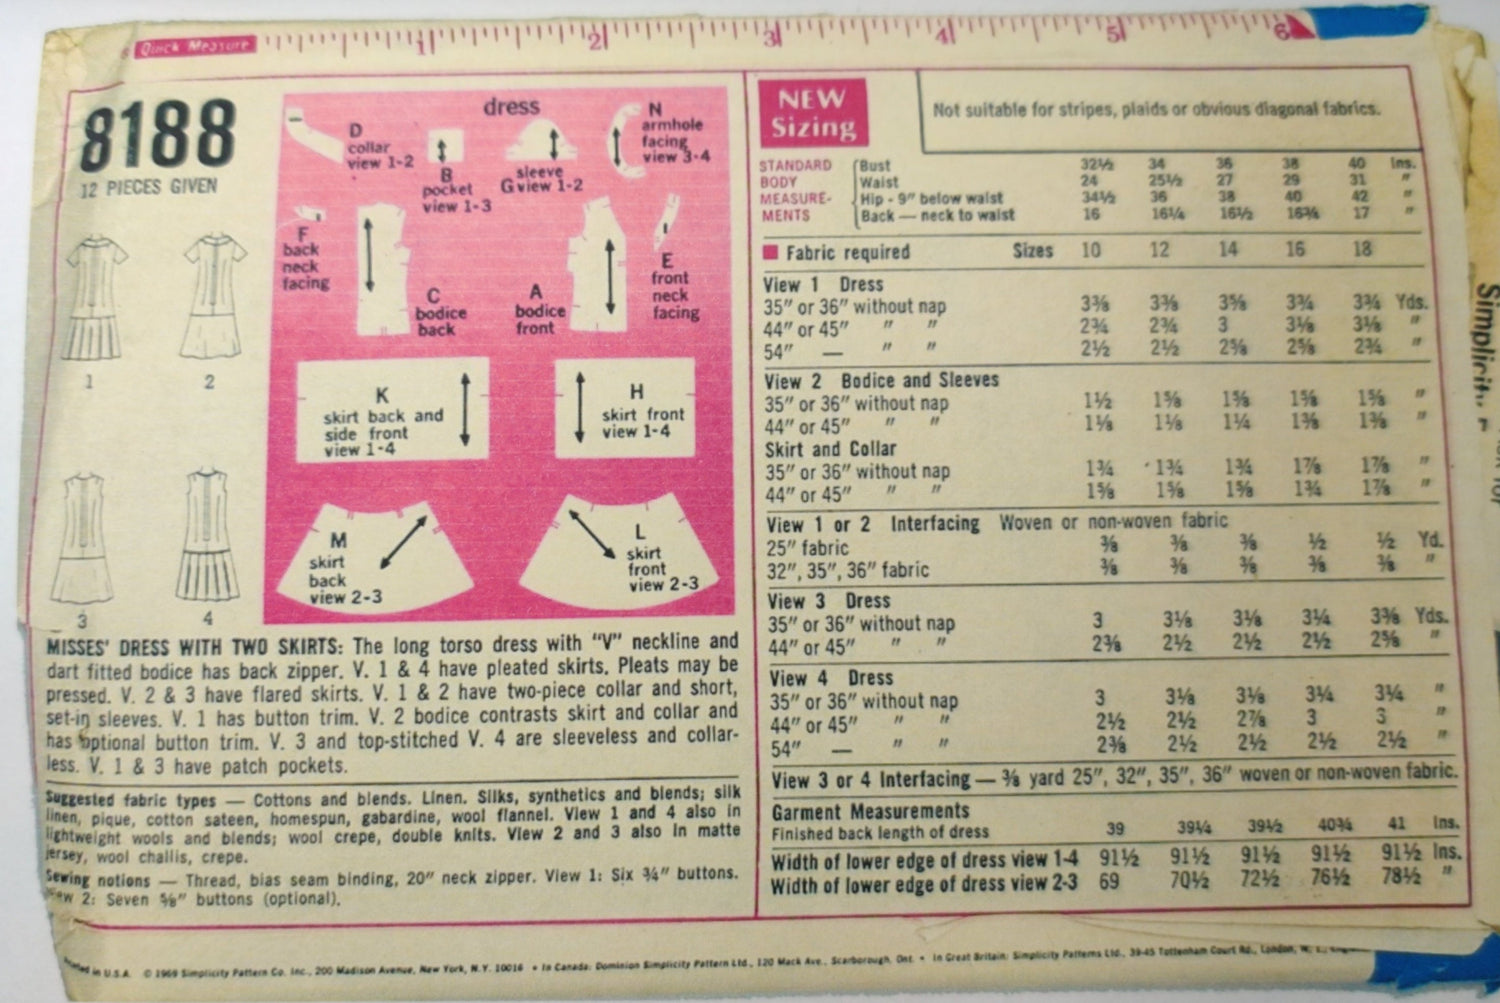 Quick Measure 1 2 3 4 5 6
8188
12 PIECES GIVEN
1
2
3
4
dress
D
collar
view 1-2
B
pocket
view 1-3
sleeve
G view 1-2
N
armhole
facing
view 3-4
F
back
neck
facing
C
bodice
back
A
bodice
front
E
front
neck
facing
K
skirt back and
side front
view 1-4
H
skirt front
view 1-4
M
skirt
back
view 2-3
L
skirt
front
view 2-3
MISSES' DRESS WITH TWO SKIRTS: The long torso dress with "V" neckline and
dart fitted bodice has back zipper. V. 1 & 4 have pleated skirts. Pleats may be
pressed. V. 2 & 3 have flared skirts. V. 1 & 2 have two-piece collar and short,
set-in sleeves. V. 1 has button trim. V. 2 bodice contrasts skirt and collar and
has optional button trim. V. 3 and top-stitched V. 4 are sleeveless and collar-
less. V. 1 & 3 have patch pockets.
Suggested fabric types — Cottons and blends. Linen. Silks, synthetics and blends; silk
linen, pique, cotton sateen, homespun, gabardine, wool flannel. View 1 and 4 also in
lightweight wools and blends; wool crepe, double knits. View 2 and 3 also in matte
jersey, wool challis, crepe.
Sewing notions — Thread, bias seam binding, 20" neck zipper. View 1: Six ¾" buttons.
View 2: Seven ⅝" buttons (optional).
NEW
Sizing
Not suitable for stripes, plaids or obvious diagonal fabrics.
STANDARD
BODY
MEASURE-
MENTS
Bust 32½ 34 36 38 40 Ins.
Waist 24 25½ 27 29 31 "
Hip - 9" below waist 34½ 36 38 40 42 "
Back — neck to waist 16 16¼ 16½ 16¾ 17 "
Fabric required Sizes 10 12 14 16 18
View 1 Dress
35" or 36" without nap 3⅜ 3⅜ 3⅝ 3¾ 3¾ Yds.
44" or 45" " " 2¾ 2¾ 3 3⅛ 3⅛ "
54" — " " 2½ 2½ 2⅝ 2⅝ 2¾ "
View 2 Bodice and Sleeves
35" or 36" without nap 1½ 1⅝ 1⅝ 1⅝ 1⅝ "
44" or 45" " " 1⅛ 1⅛ 1¼ 1⅜ 1⅜ "
Skirt and Collar
35" or 36" without nap 1¾ 1¾ 1¾ 1⅞ 1⅞ "
44" or 45" " " 1⅝ 1⅝ 1⅝ 1¾ 1⅞ "
View 1 or 2 Interfacing Woven or non-woven fabric
25" fabric ⅜ ⅜ ⅜ ½ ½ Yd.
32", 35", 36" fabric ⅜ ⅜ ⅜ ⅜ ⅜ "
View 3 Dress
35" or 36" without nap 3 3⅛ 3⅛ 3¼ 3⅜ Yds.
44" or 45" " " 2⅜ 2½ 2½ 2½ 2⅝ "
View 4 Dress
35" or 36" without nap 3 3⅛ 3⅛ 3¼ 3¼ "
44" or 45" " " 2½ 2½ 2⅞ 3 3 "
54" — " " 2⅜ 2½ 2½ 2½ 2½ "
View 3 or 4 Interfacing — ⅜ yard 25", 32", 35", 36" woven or non-woven fabric.
Garment Measurements
Finished back length of dress 39 39¼ 39½ 40¾ 41 Ins.
Width of lower edge of dress view 1-4 91½ 91½ 91½ 91½ 91½ Ins.
Width of lower edge of dress view 2-3 69 70½ 72½ 76½ 78½ "
in U.S.A. © 1969 Simplicity Pattern Co. Inc., 200 Madison Avenue, New York, N.Y. 10016 • In Canada: Dominion Simplicity Pattern Ltd., 120 Mack Ave., Scarborough, Ont. • In Great Britain: Simplicity Patterns Ltd., 39-45 Tottenham Court Rd., London,